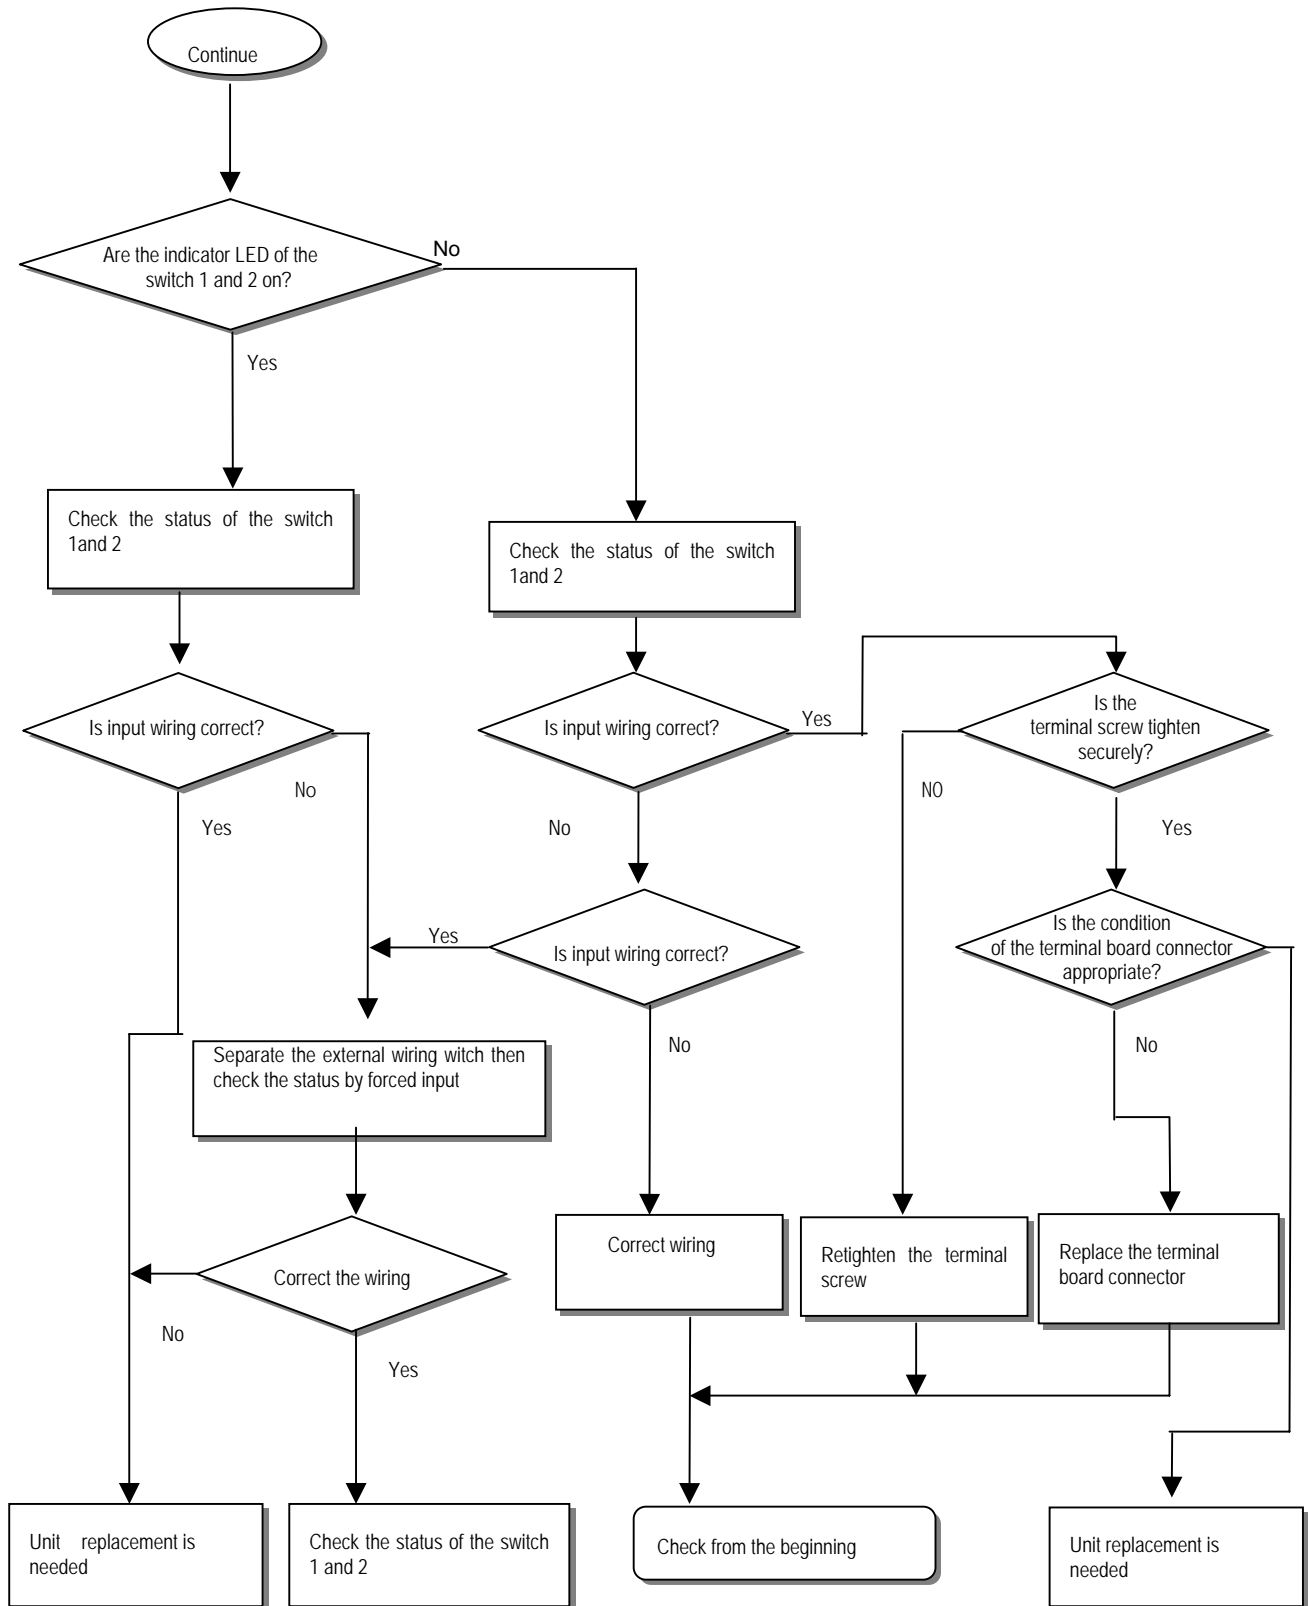 Continue
Are the indicator LED of the
switch 1 and 2 on?
No
Yes
Check the status of the switch
1and 2
Check the status of the switch
1and 2
Is input wiring correct?
Is input wiring correct?
Yes
Is the
terminal screw tighten
securely?
No
NO
Yes
No
Yes
Is the condition
of the terminal board connector
appropriate?
Yes
Is input wiring correct?
No
No
Separate the external wiring witch then
check the status by forced input
Correct wiring
Retighten the terminal
screw
Replace the terminal
board connector
Correct the wiring
No
Yes
Unit replacement is
needed
Check the status of the switch
1 and 2
Check from the beginning
Unit replacement is
needed